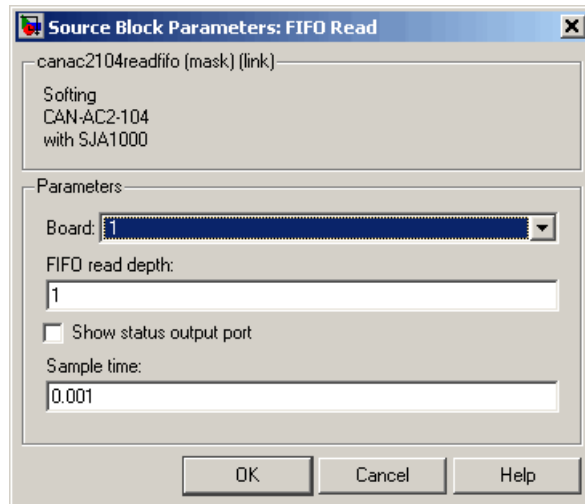 Source Block Parameters: FIFO Read
canac2104readfifo (mask) (link)
Softing
CAN-AC2-104
with SJA1000
Parameters
Board: 1
FIFO read depth:
1
Show status output port
Sample time:
0.001
OK Cancel Help